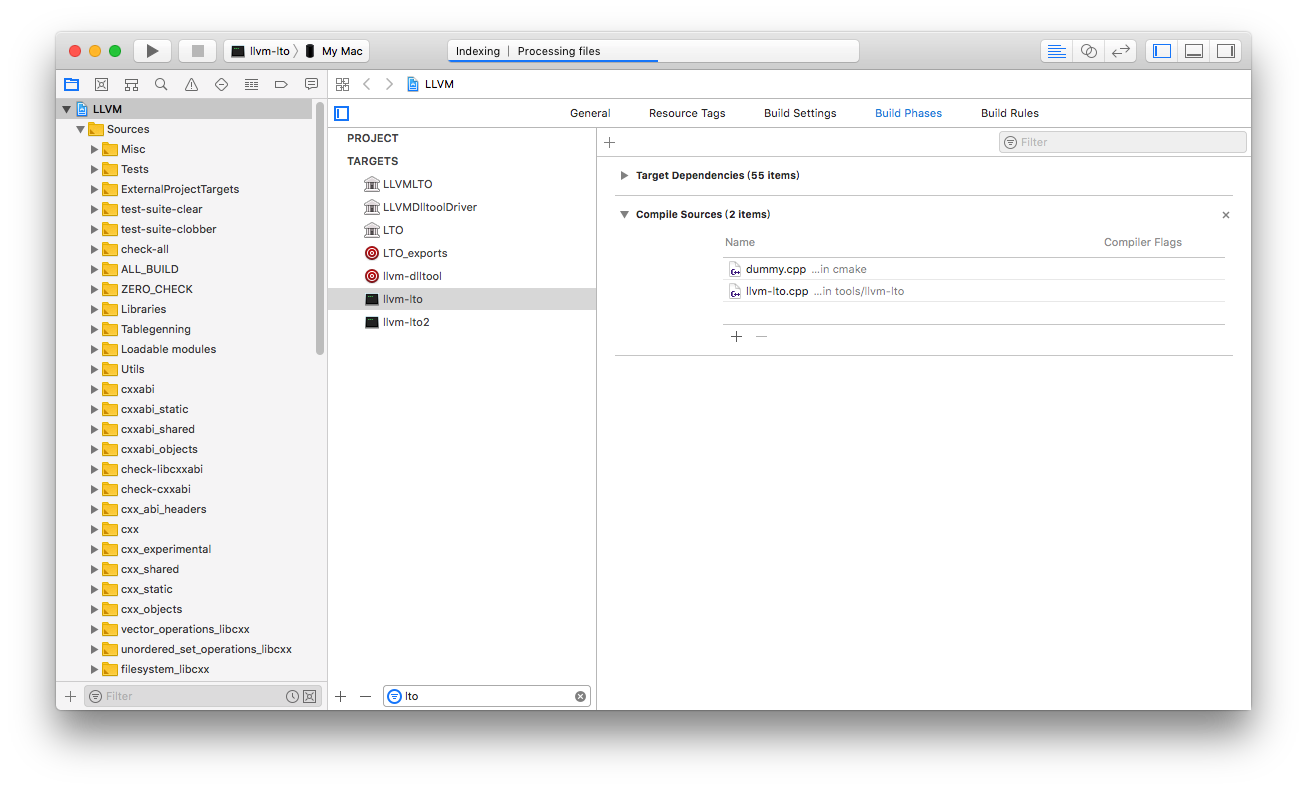 llvm-lto 〉 My Mac
Indexing | Processing files
LLVM
LLVM
Sources
Misc
Tests
ExternalProjectTargets
test-suite-clear
test-suite-clobber
check-all
ALL_BUILD
ZERO_CHECK
Libraries
Tablegenning
Loadable modules
Utils
cxxabi
cxxabi_static
cxxabi_shared
cxxabi_objects
check-libcxxabi
check-cxxabi
cxx_abi_headers
cxx
cxx_experimental
cxx_shared
cxx_static
cxx_objects
vector_operations_libcxx
unordered_set_operations_libcxx
filesystem_libcxx
Filter
General Resource Tags Build Settings Build Phases Build Rules
PROJECT
TARGETS
LLVMLTO
LLVMDlltoolDriver
LTO
LTO_exports
llvm-dlltool
llvm-lto
llvm-lto2
lto
Filter
Target Dependencies (55 items)
Compile Sources (2 items)
Name Compiler Flags
dummy.cpp ...in cmake
llvm-lto.cpp ...in tools/llvm-lto